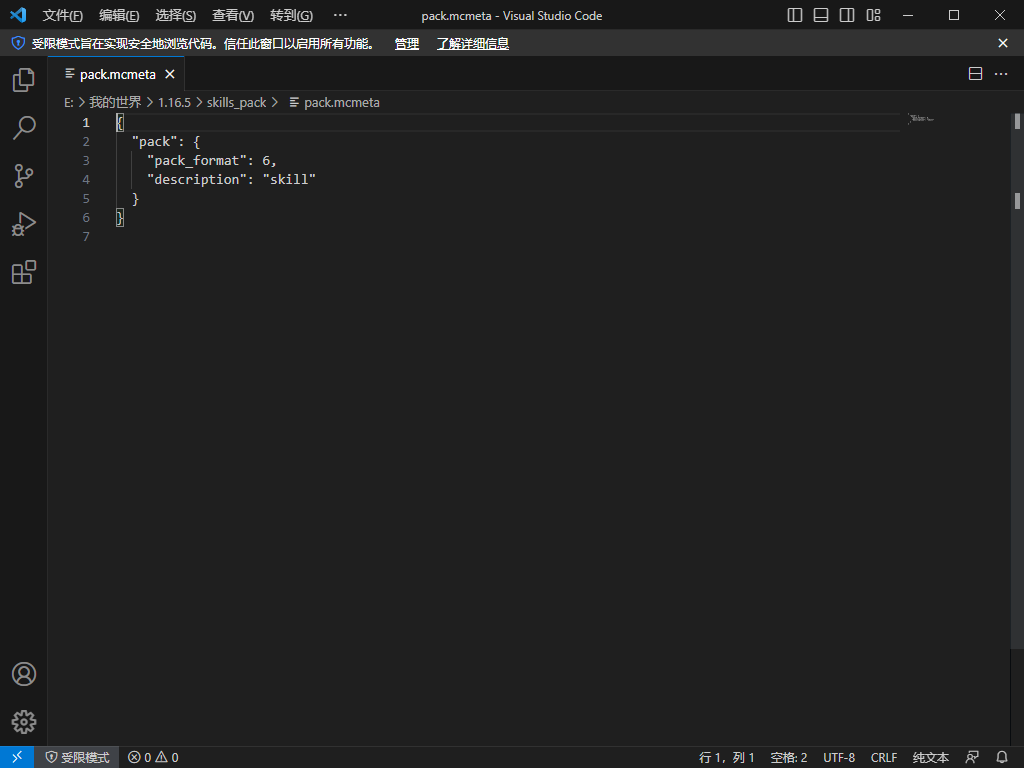 文件(F) 编辑(E) 选择(S) 查看(V) 转到(G) ··· pack.mcmeta - Visual Studio Code
受限模式旨在实现安全地浏览代码。信任此窗口以启用所有功能。 管理 了解详细信息
pack.mcmeta
E: > 我的世界 > 1.16.5 > skills_pack > pack.mcmeta
1 {
2 "pack": {
3 "pack_format": 6,
4 "description": "skill"
5 }
6 }
7
受限模式 0 0 行 1，列 1 空格: 2 UTF-8 CRLF 纯文本